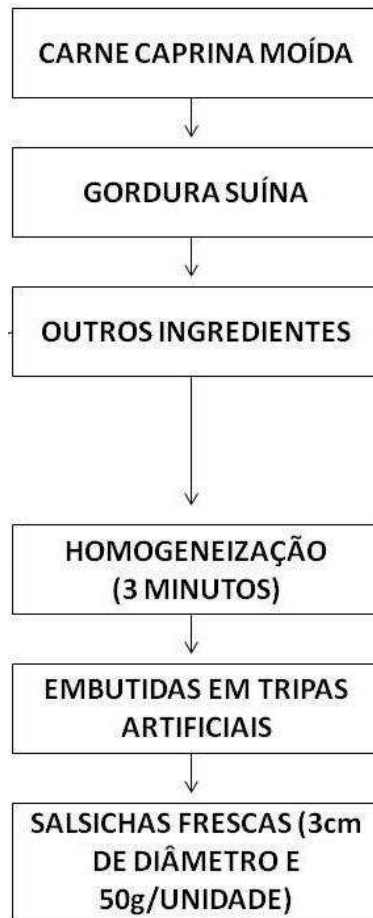 CARNE CAPRINA MOÍDA
GORDURA SUÍNA
OUTROS INGREDIENTES
HOMOGENEIZAÇÃO
(3 MINUTOS)
EMBUTIDAS EM TRIPAS
ARTIFICIAIS
SALSICHAS FRESCAS (3cm
DE DIÂMETRO E
50g/UNIDADE)